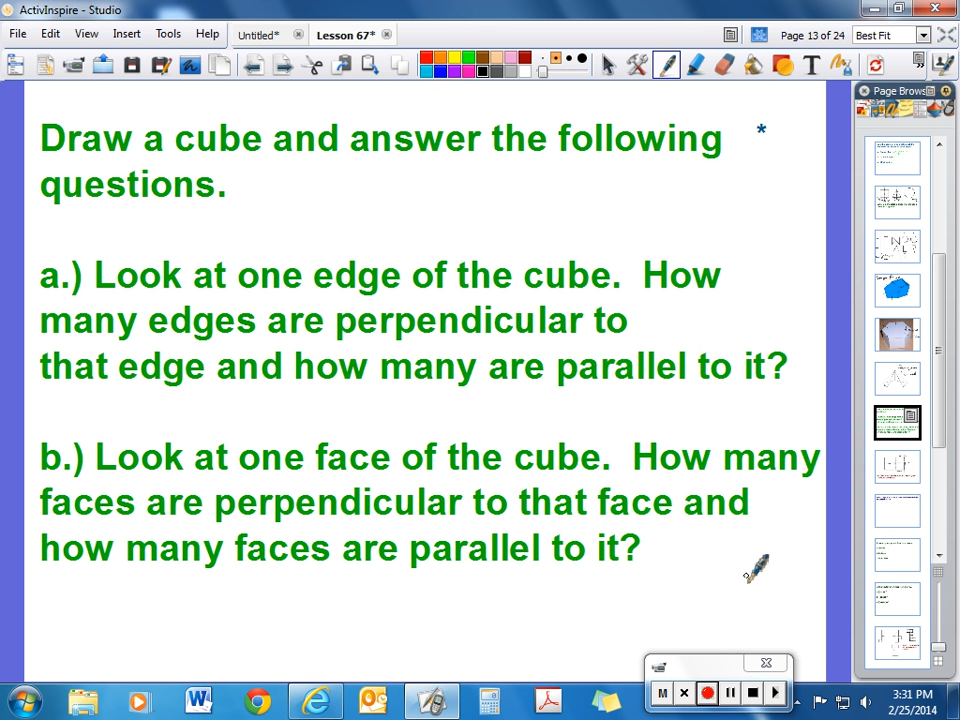 ActivInspire - Studio
File Edit View Insert Tools Help
Untitled* Lesson 67*
Page 13 of 24 Best Fit
Page Brows
Draw a cube and answer the following *
questions.
a.) Look at one edge of the cube. How
many edges are perpendicular to
that edge and how many are parallel to it?
b.) Look at one face of the cube. How many
faces are perpendicular to that face and
how many faces are parallel to it?
M
3:31 PM
2/25/2014